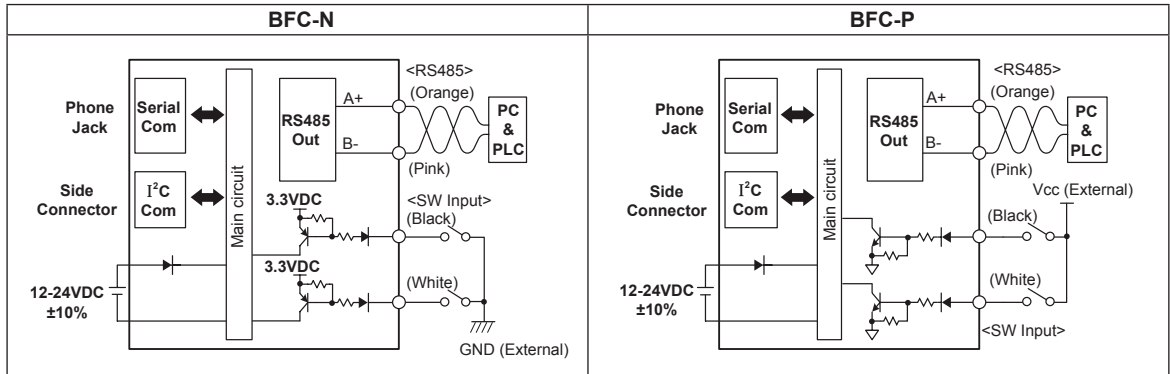 BFC-N
<RS485>
(Orange)
Phone
Jack
Serial
Com
Main circuit
RS485
Out
A+
B-
PC
&
PLC
(Pink)
Side
Connector
I²C
Com
3.3VDC
<SW Input>
(Black)
3.3VDC
(White)
12-24VDC
±10%
GND (External)
BFC-P
<RS485>
(Orange)
Phone
Jack
Serial
Com
Main circuit
RS485
Out
A+
B-
PC
&
PLC
(Pink)
Side
Connector
I²C
Com
Vcc (External)
(Black)
(White)
12-24VDC
±10%
<SW Input>